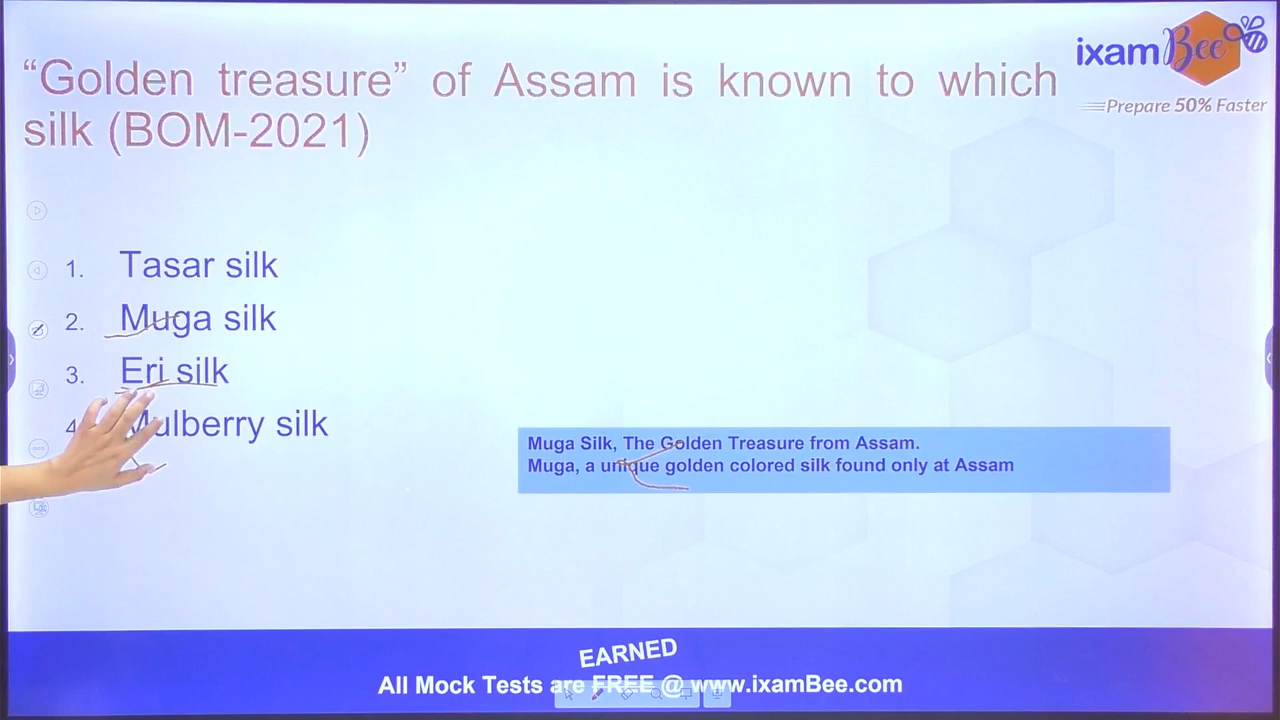 ixamBee
Prepare 50% Faster
“Golden treasure” of Assam is known to which
silk (BOM-2021)
1. Tasar silk
2. Muga silk
3. Eri silk
4. Mulberry silk
Muga Silk, The Golden Treasure from Assam.
Muga, a unique golden colored silk found only at Assam
EARNED
All Mock Tests are FREE @ www.ixamBee.com